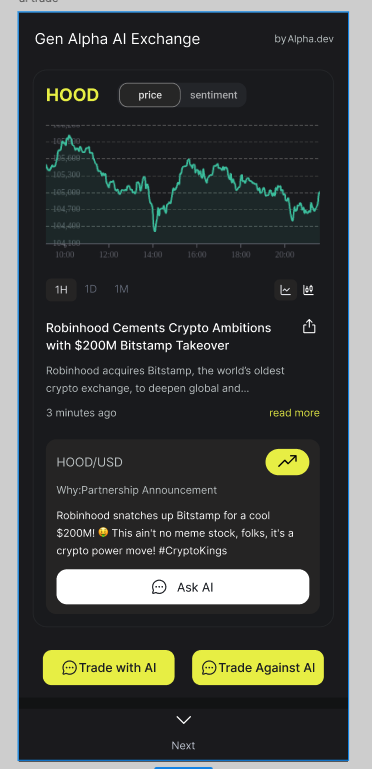 ai trade
Gen Alpha AI Exchange
by Alpha.dev
HOOD
price
sentiment
105,600
105,300
105,000
104,700
104,400
104,100
10:00 12:00 14:00 16:00 18:00 20:00
1H 1D 1M
Robinhood Cements Crypto Ambitions
with $200M Bitstamp Takeover
Robinhood acquires Bitstamp, the world's oldest
crypto exchange, to deepen global and...
3 minutes ago
read more
HOOD/USD
Why:Partnership Announcement
Robinhood snatches up Bitstamp for a cool
$200M! 🤑 This ain't no meme stock, folks, it's a
crypto power move! #CryptoKings
Ask AI
Trade with AI
Trade Against AI
Next